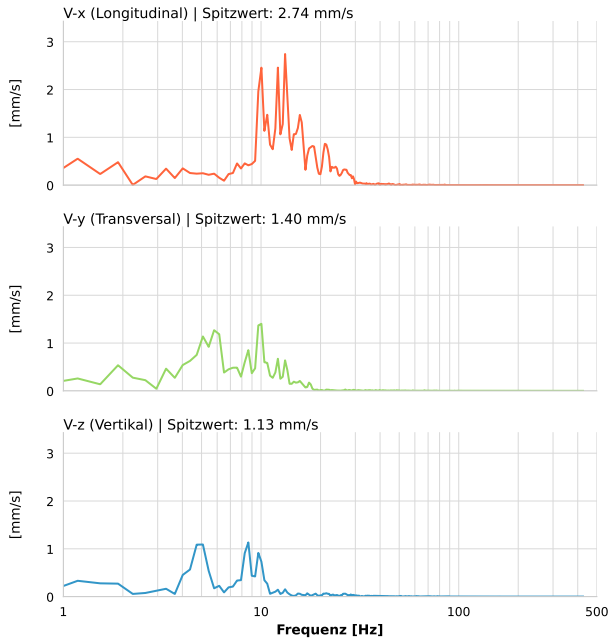 V-x (Longitudinal) | Spitzwert: 2.74 mm/s
3
2
1
0
[mm/s]
V-y (Transversal) | Spitzwert: 1.40 mm/s
3
2
1
0
[mm/s]
V-z (Vertikal) | Spitzwert: 1.13 mm/s
3
2
1
0
[mm/s]
1 10 100 500
Frequenz [Hz]